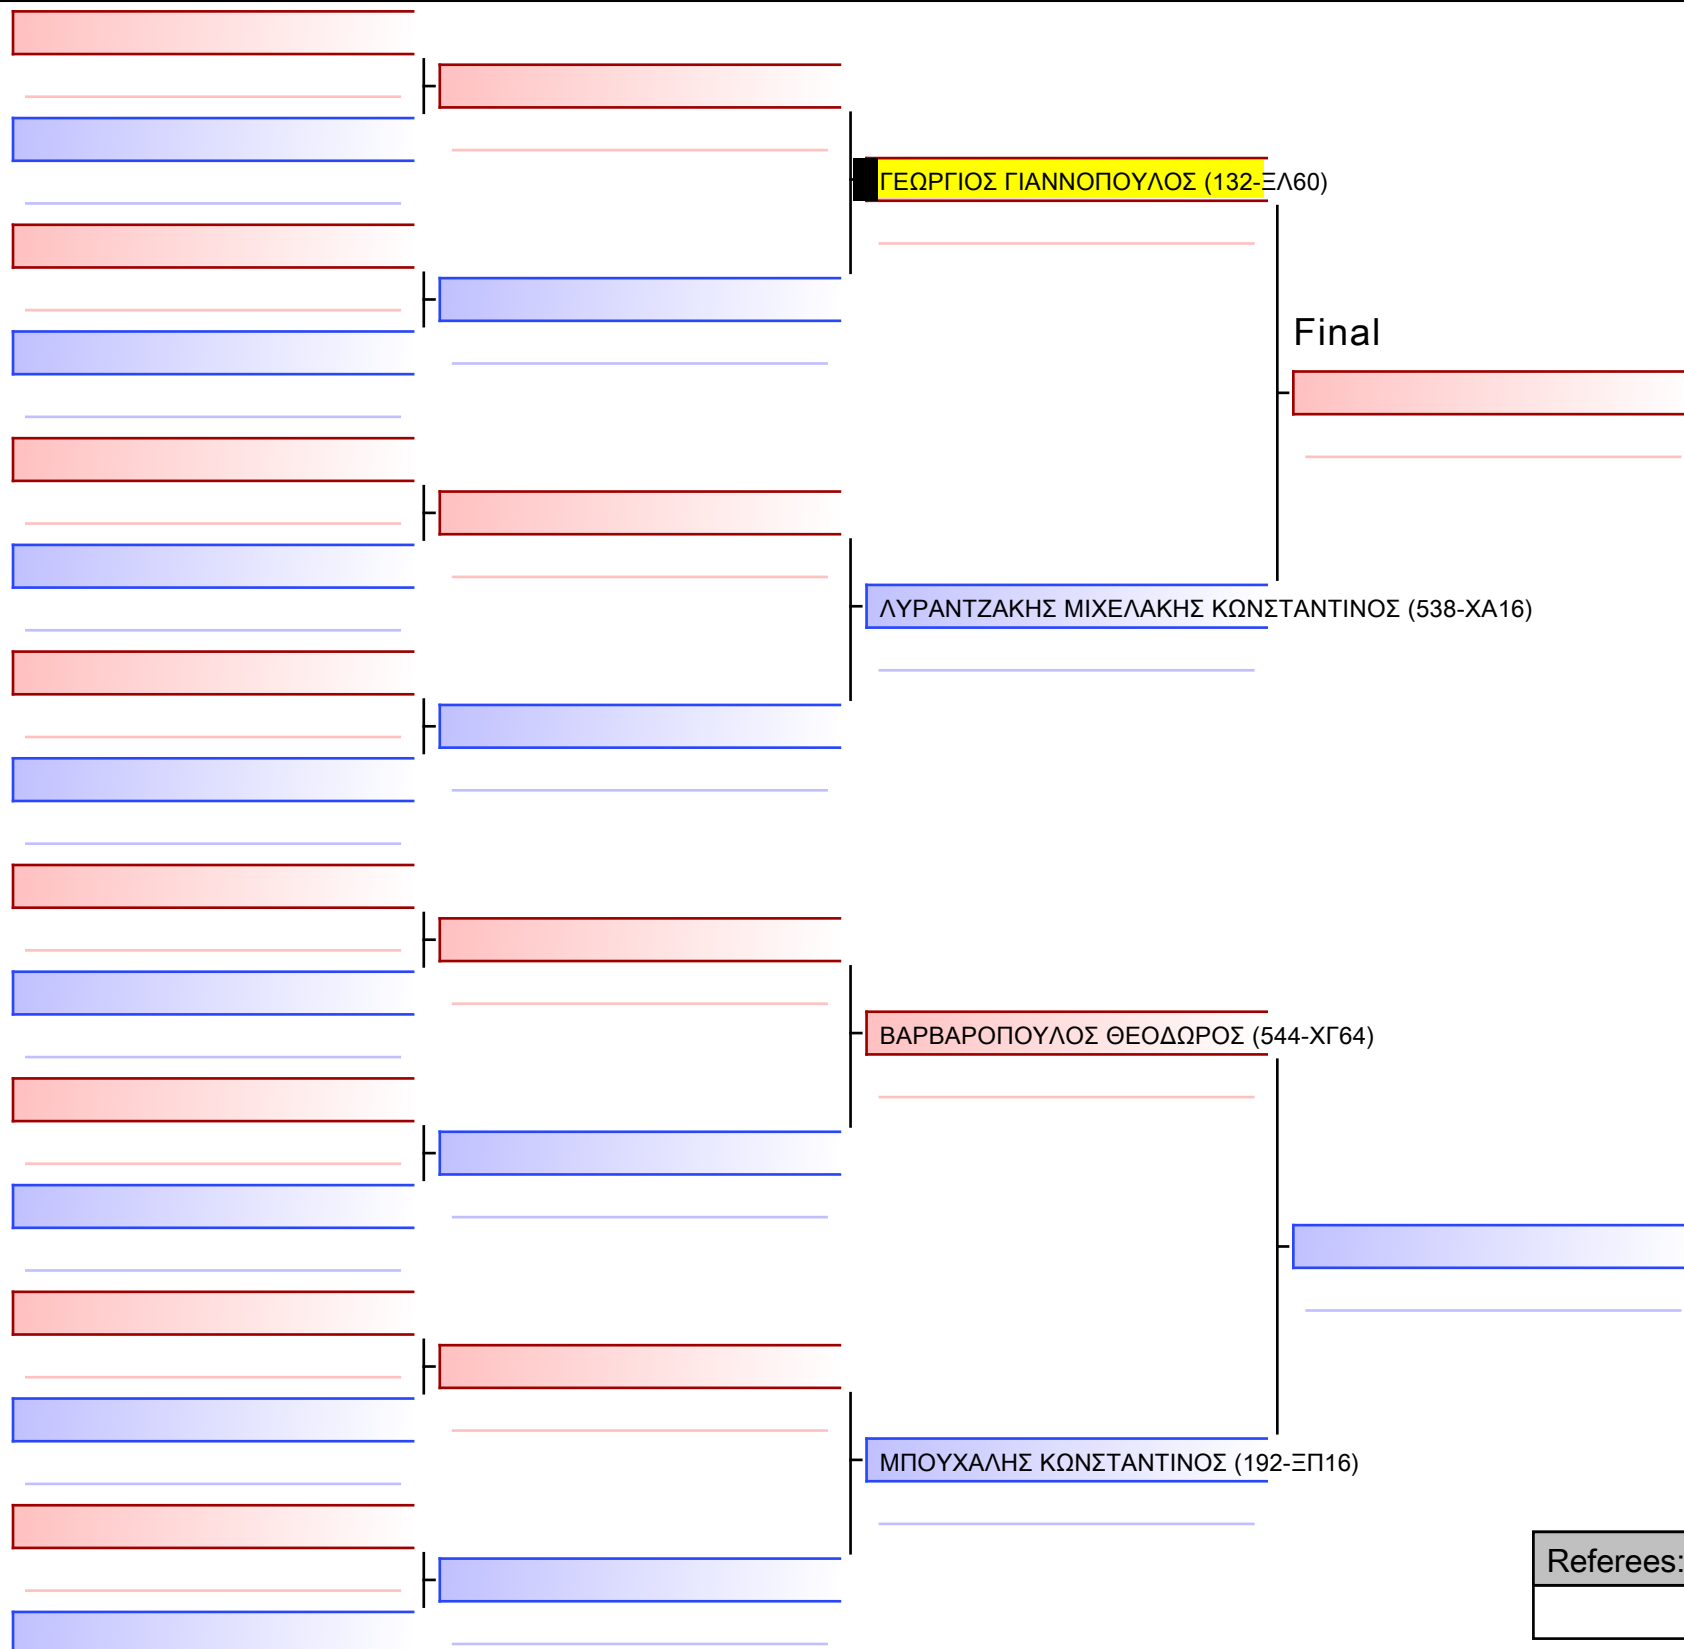 ΓΕΩΡΓΙΟΣ ΓΙΑΝΝΟΠΟΥΛΟΣ (132-ΞΛ60)
Final
ΛΥΡΑΝΤΖΑΚΗΣ ΜΙΧΕΛΑΚΗΣ ΚΩΝΣΤΑΝΤΙΝΟΣ (538-ΧΑ16)
ΒΑΡΒΑΡΟΠΟΥΛΟΣ ΘΕΟΔΩΡΟΣ (544-ΧΓ64)
ΜΠΟΥΧΑΛΗΣ ΚΩΝΣΤΑΝΤΙΝΟΣ (192-ΞΠ16)
Referees: